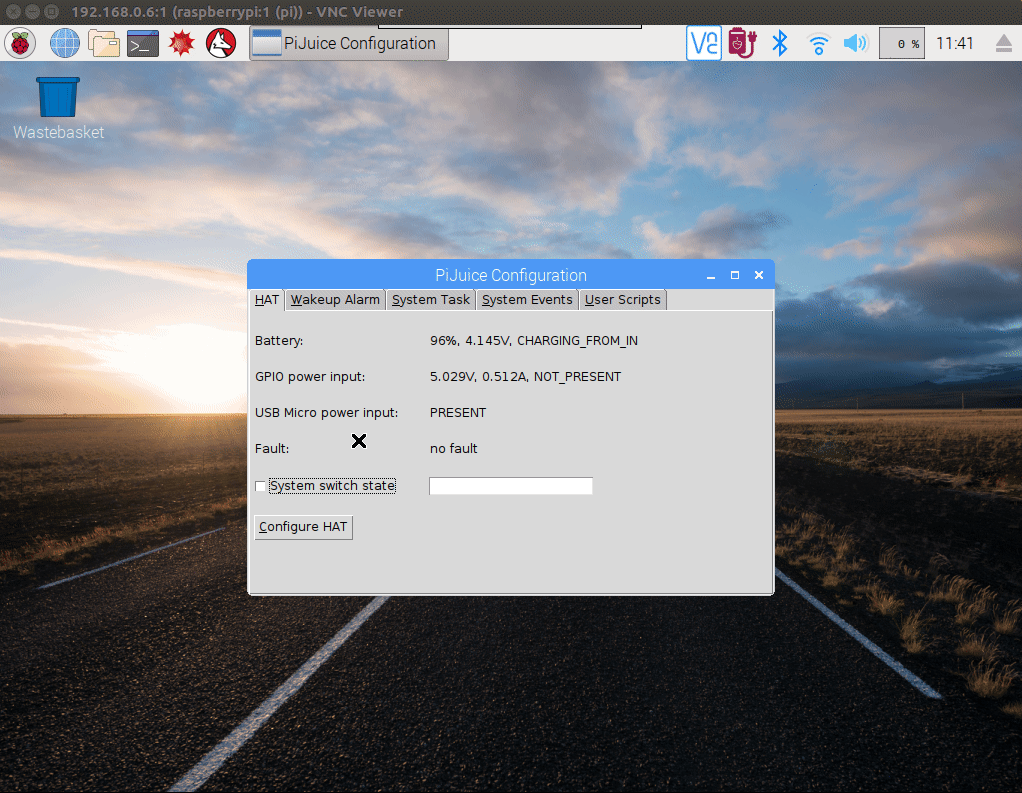 192.168.0.6:1 (raspberrypi:1 (pi)) - VNC Viewer
PiJuice Configuration
0 %
11:41
Wastebasket
PiJuice Configuration
HAT Wakeup Alarm System Task System Events User Scripts
Battery: 96%, 4.145V, CHARGING_FROM_IN
GPIO power input: 5.029V, 0.512A, NOT_PRESENT
USB Micro power input: PRESENT
Fault: no fault
System switch state
Configure HAT